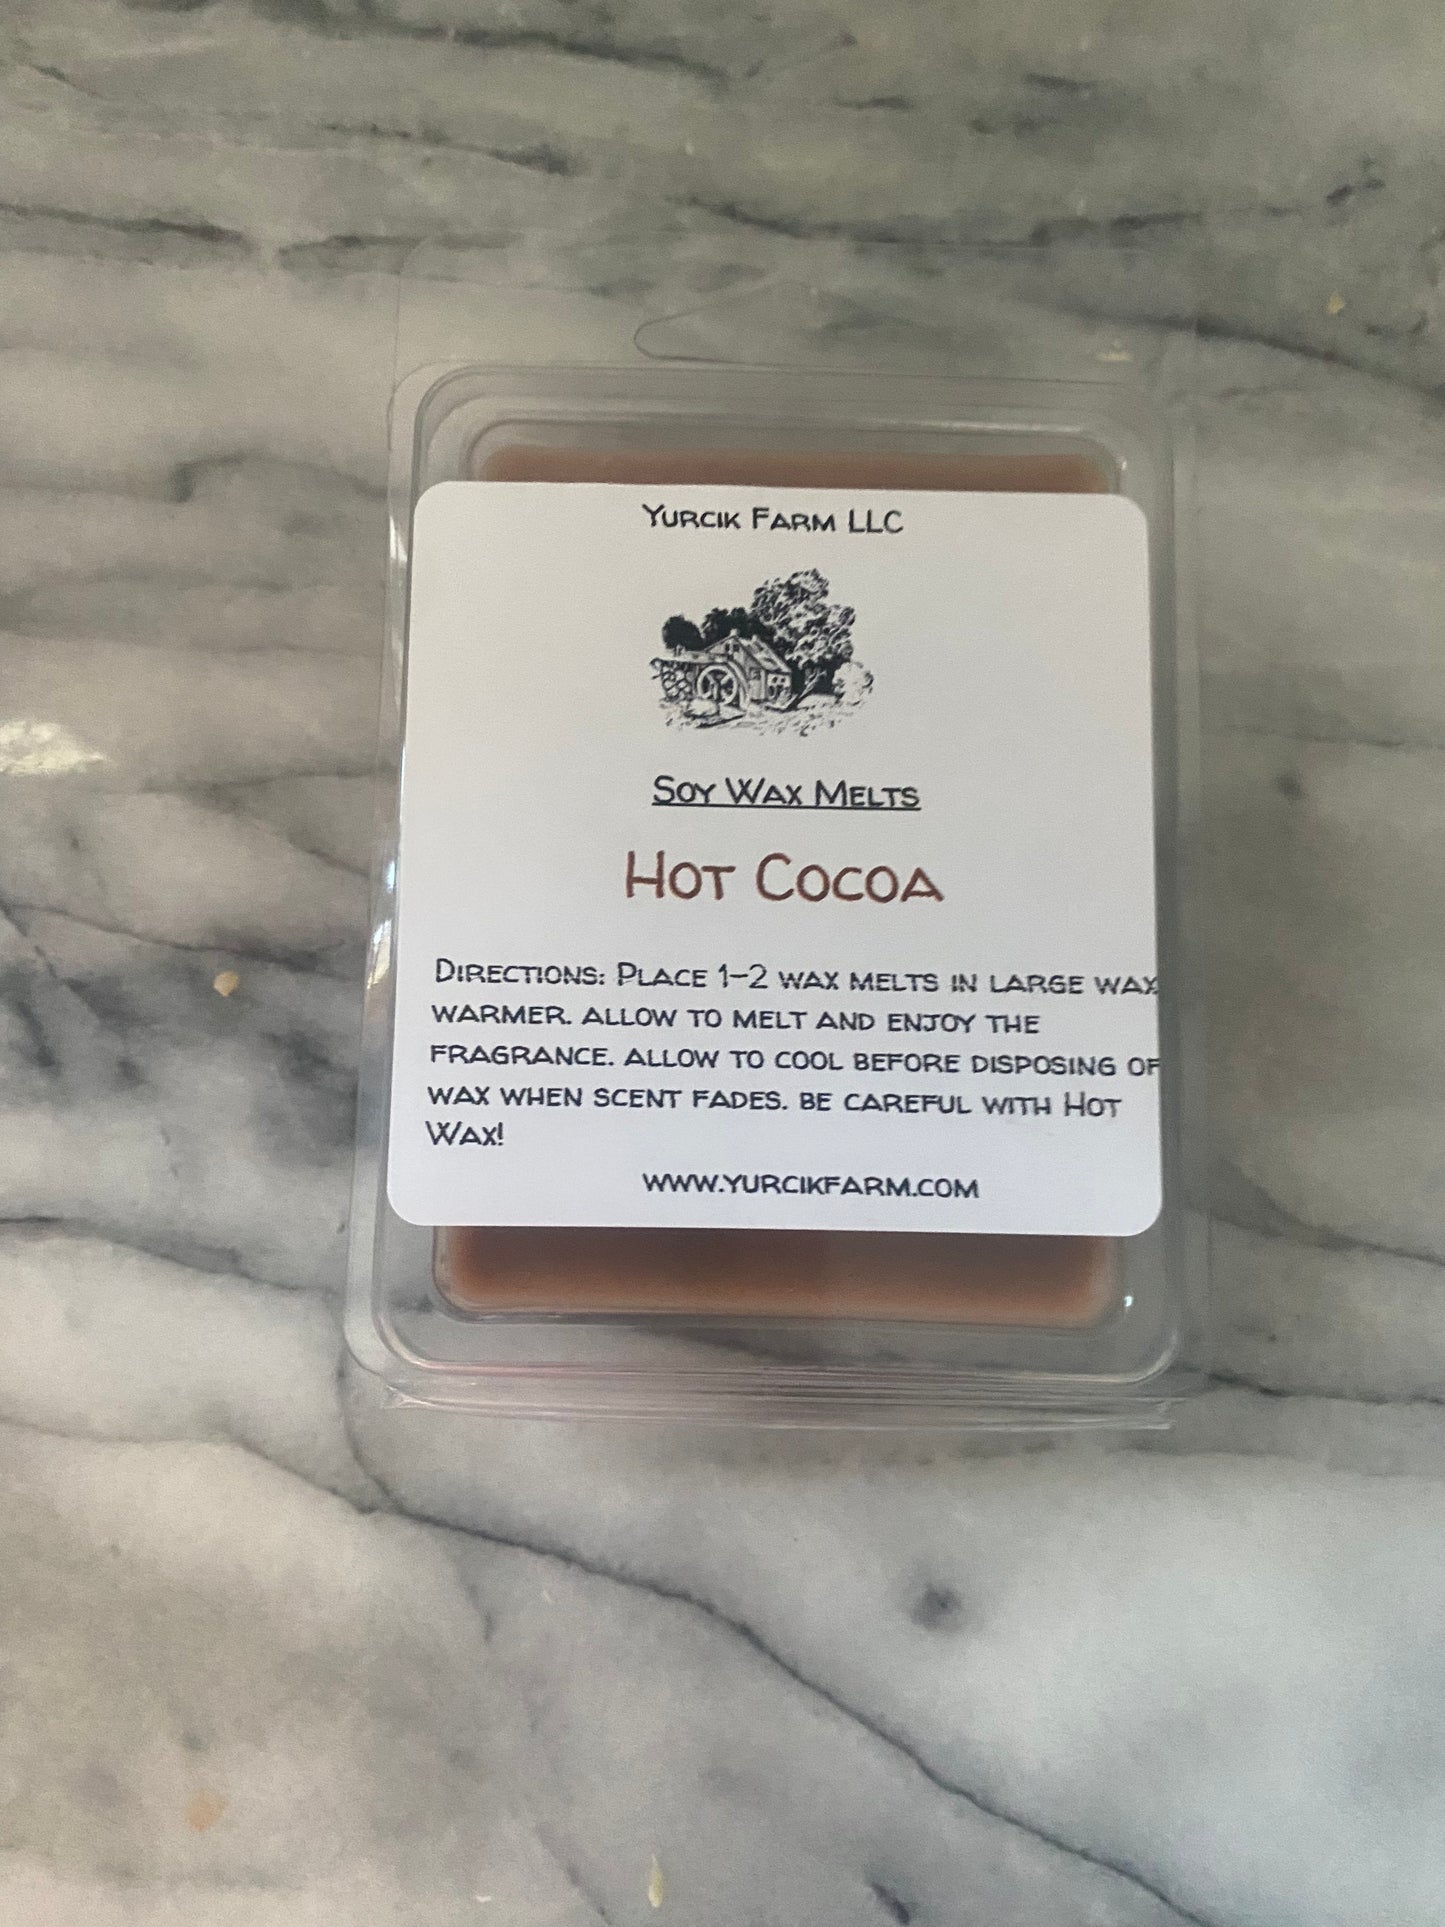 Yurcik Farm LLC
Soy Wax Melts
Hot Cocoa
Directions: Place 1-2 wax melts in large wax
warmer. allow to melt and enjoy the
fragrance. allow to cool before disposing of
wax when scent fades. be careful with Hot
Wax!
www.yurcikfarm.com